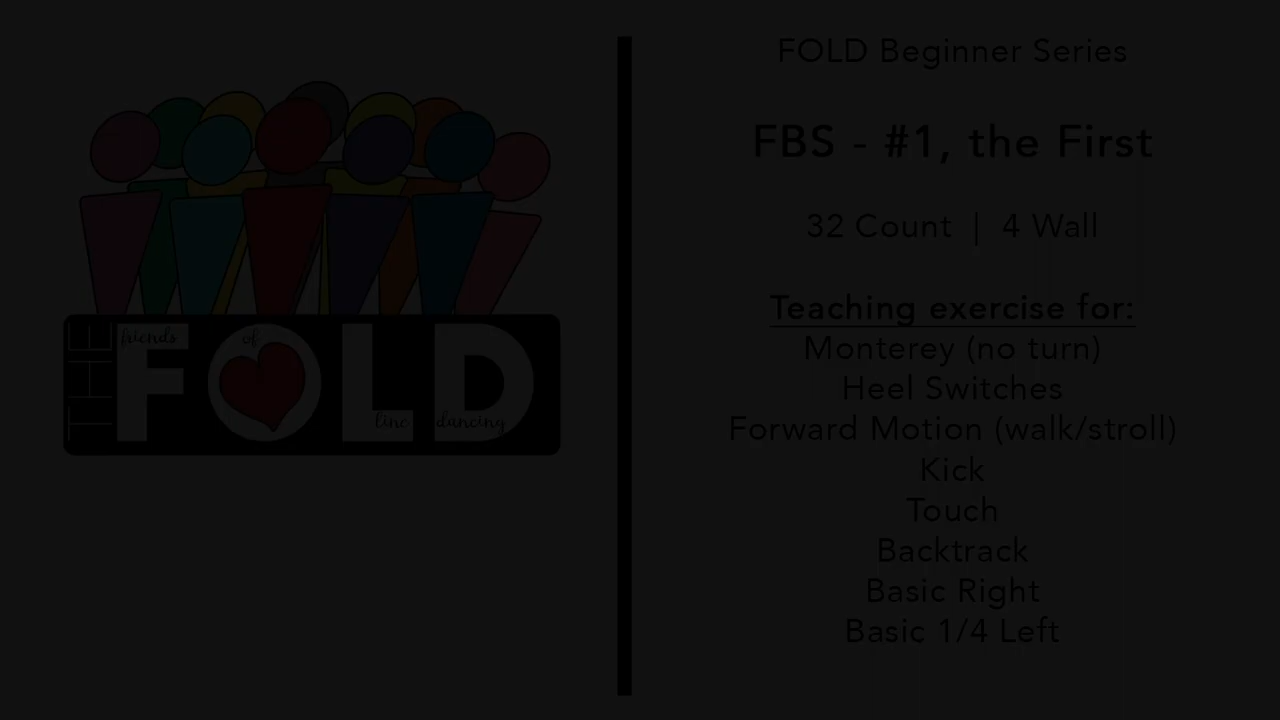 THE
friends
of
FOLD
line dancing
FOLD Beginner Series
FBS - #1, the First
32 Count | 4 Wall
Teaching exercise for:
Monterey (no turn)
Heel Switches
Forward Motion (walk/stroll)
Kick
Touch
Backtrack
Basic Right
Basic 1/4 Left